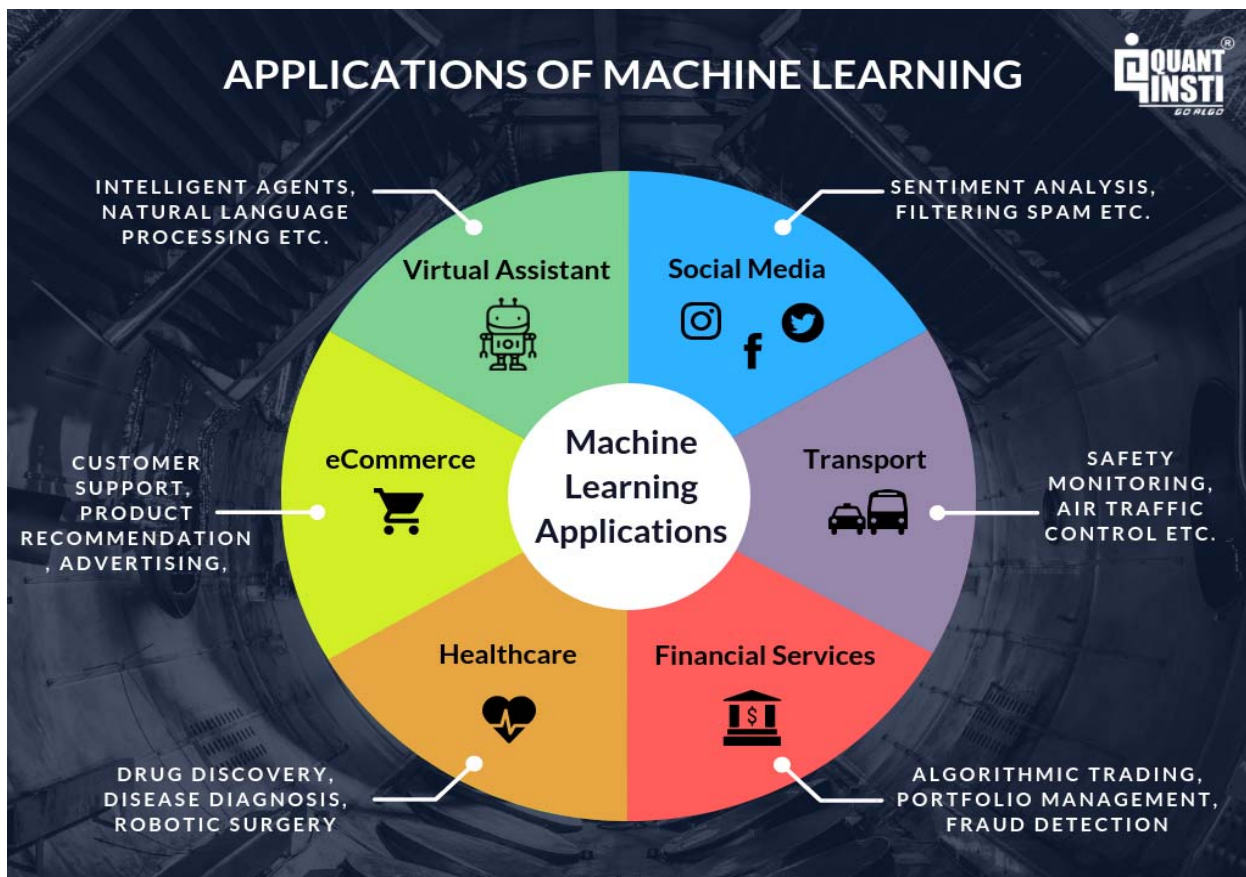 APPLICATIONS OF MACHINE LEARNING
QUANT
INSTI
®
GO ALGO
INTELLIGENT AGENTS,
NATURAL LANGUAGE
PROCESSING ETC.
SENTIMENT ANALYSIS,
FILTERING SPAM ETC.
Virtual Assistant
Social Media
eCommerce
Machine
Learning
Applications
Transport
CUSTOMER
SUPPORT,
PRODUCT
RECOMMENDATION
, ADVERTISING,
SAFETY
MONITORING,
AIR TRAFFIC
CONTROL ETC.
Healthcare
Financial Services
$
DRUG DISCOVERY,
DISEASE DIAGNOSIS,
ROBOTIC SURGERY
ALGORITHMIC TRADING,
PORTFOLIO MANAGEMENT,
FRAUD DETECTION